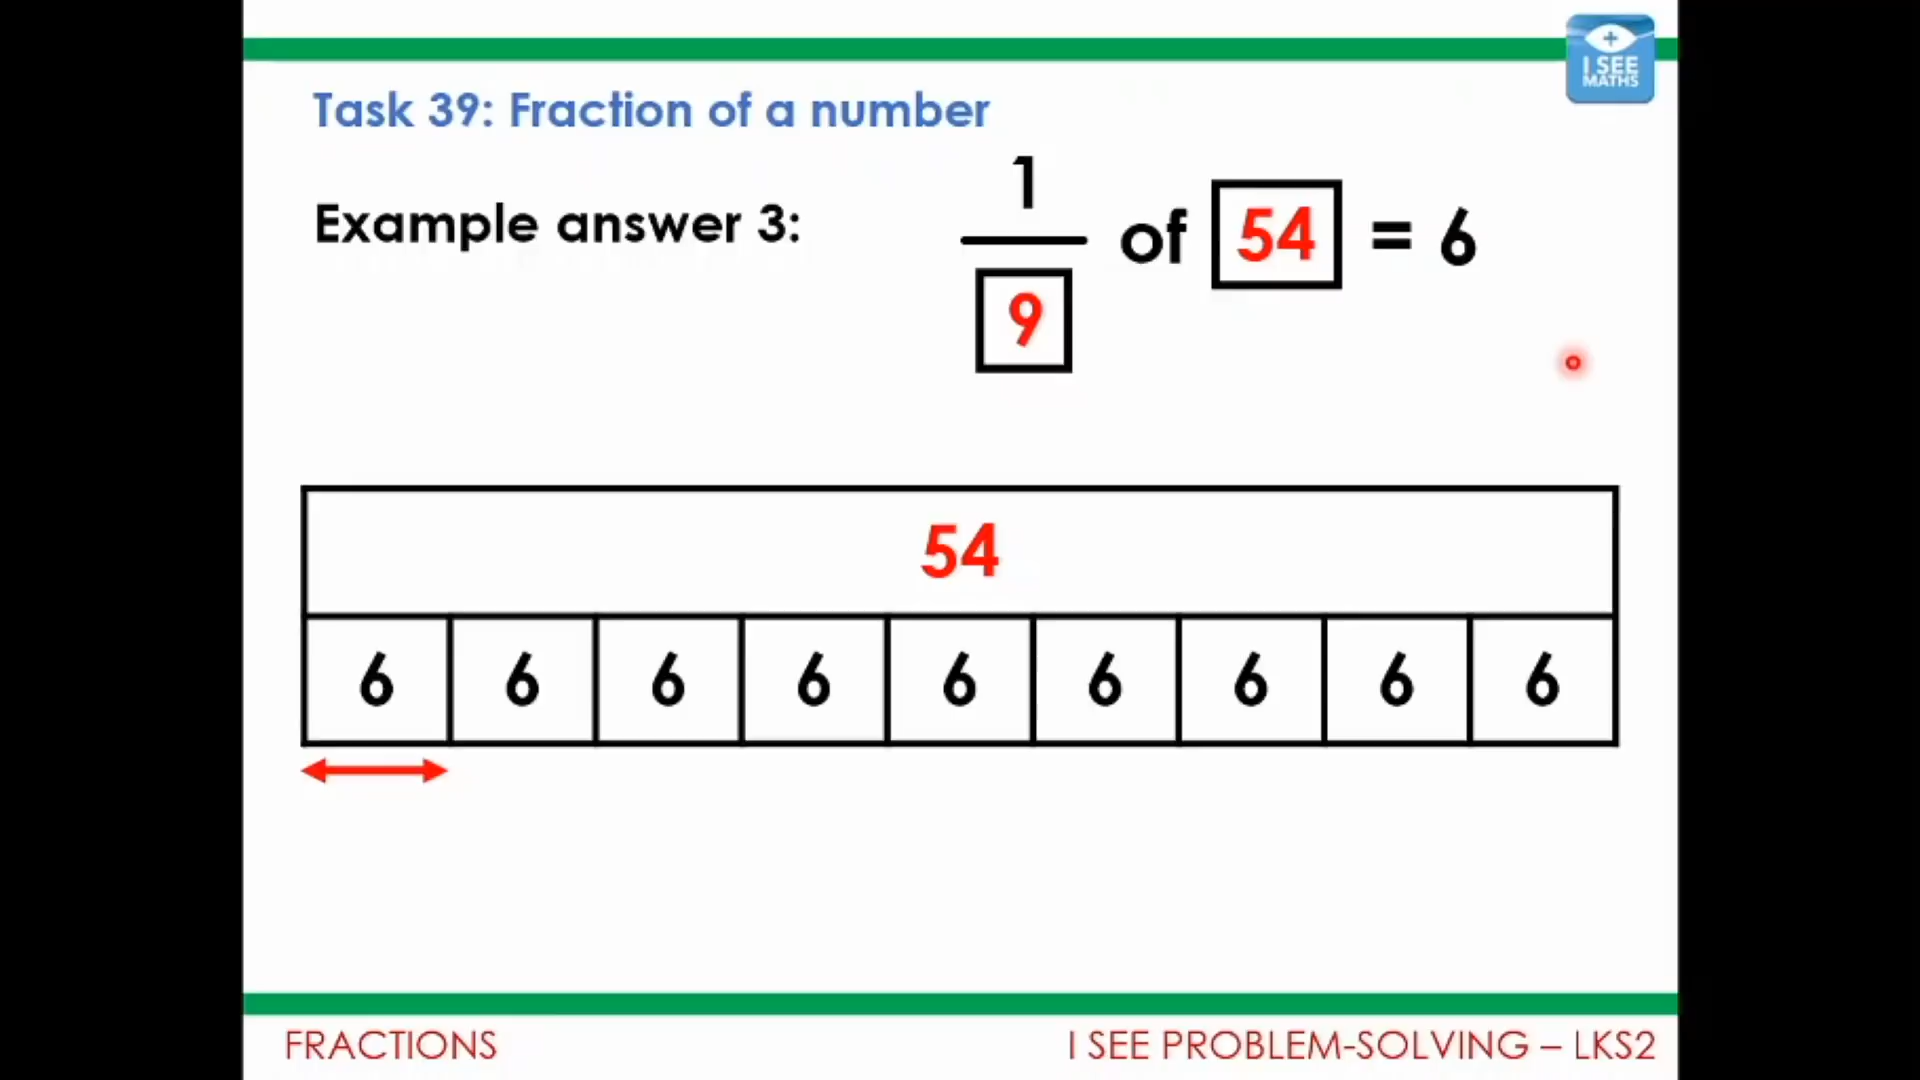 I SEE
MATHS
Task 39: Fraction of a number
Example answer 3:
1
of 54 = 6
9
54
6 6 6 6 6 6 6 6 6
FRACTIONS
I SEE PROBLEM-SOLVING – LKS2